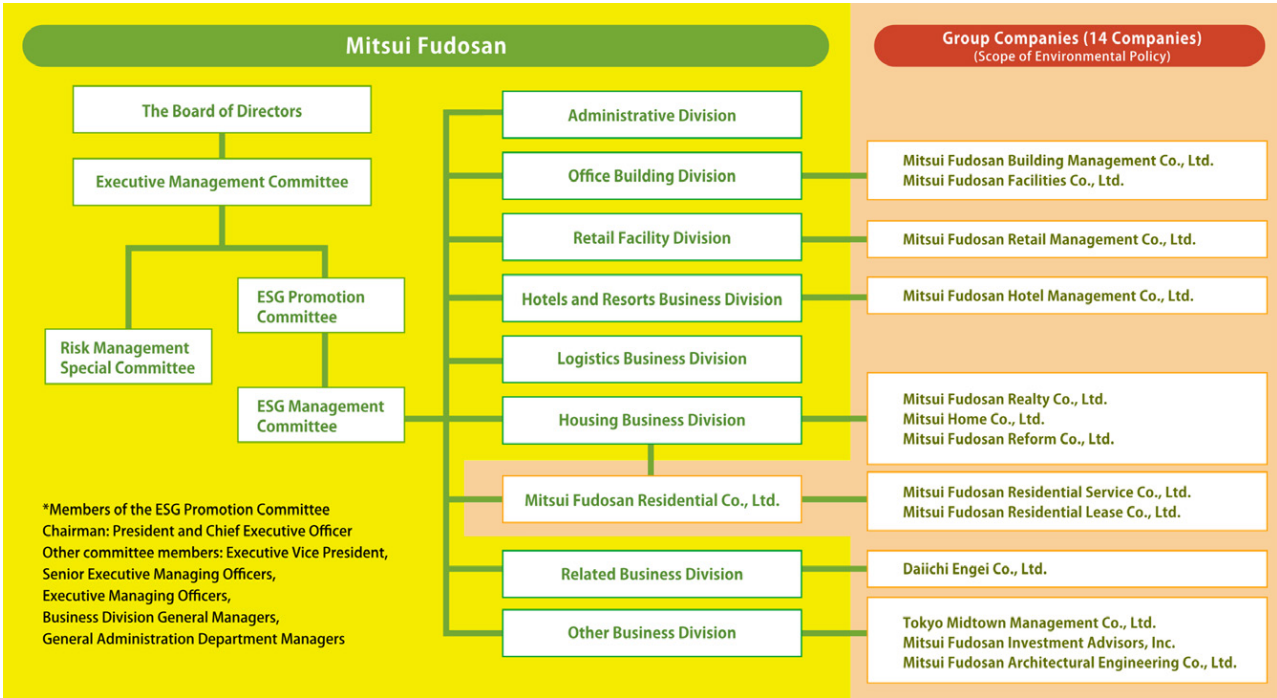 Mitsui Fudosan
Group Companies (14 Companies)
(Scope of Environmental Policy)
The Board of Directors
Executive Management Committee
Risk Management
Special Committee
ESG Promotion
Committee
ESG Management
Committee
*Members of the ESG Promotion Committee
Chairman: President and Chief Executive Officer
Other committee members: Executive Vice President,
Senior Executive Managing Officers,
Executive Managing Officers,
Business Division General Managers,
General Administration Department Managers
Administrative Division
Office Building Division
Retail Facility Division
Hotels and Resorts Business Division
Logistics Business Division
Housing Business Division
Mitsui Fudosan Residential Co., Ltd.
Related Business Division
Other Business Division
Mitsui Fudosan Building Management Co., Ltd.
Mitsui Fudosan Facilities Co., Ltd.
Mitsui Fudosan Retail Management Co., Ltd.
Mitsui Fudosan Hotel Management Co., Ltd.
Mitsui Fudosan Realty Co., Ltd.
Mitsui Home Co., Ltd.
Mitsui Fudosan Reform Co., Ltd.
Mitsui Fudosan Residential Service Co., Ltd.
Mitsui Fudosan Residential Lease Co., Ltd.
Daiichi Engei Co., Ltd.
Tokyo Midtown Management Co., Ltd.
Mitsui Fudosan Investment Advisors, Inc.
Mitsui Fudosan Architectural Engineering Co., Ltd.